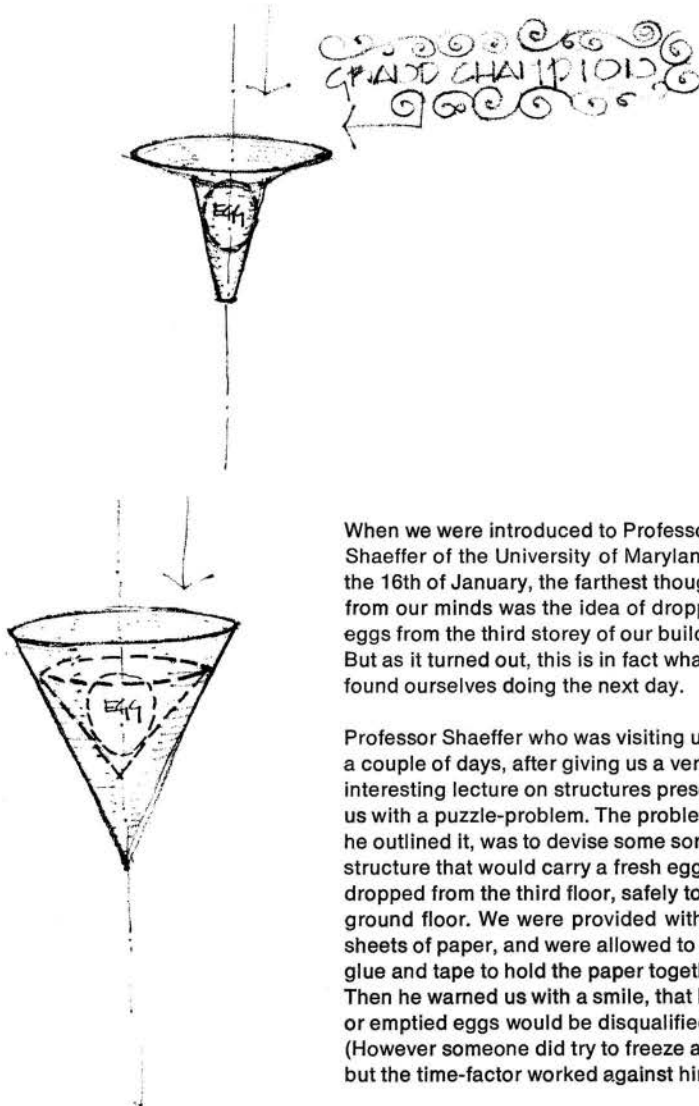 GRAND CHAMPION
EGG
EGG
When we were introduced to Professo
Shaeffer of the University of Marylan
the 16th of January, the farthest thoug
from our minds was the idea of dropp
eggs from the third storey of our build
But as it turned out, this is in fact wha
found ourselves doing the next day.
Professor Shaeffer who was visiting u
a couple of days, after giving us a ver
interesting lecture on structures prese
us with a puzzle-problem. The proble
he outlined it, was to devise some sor
structure that would carry a fresh egg
dropped from the third floor, safely to
ground floor. We were provided with
sheets of paper, and were allowed to
glue and tape to hold the paper togeth
Then he warned us with a smile, that
or emptied eggs would be disqualified
(However someone did try to freeze a
but the time-factor worked against hi